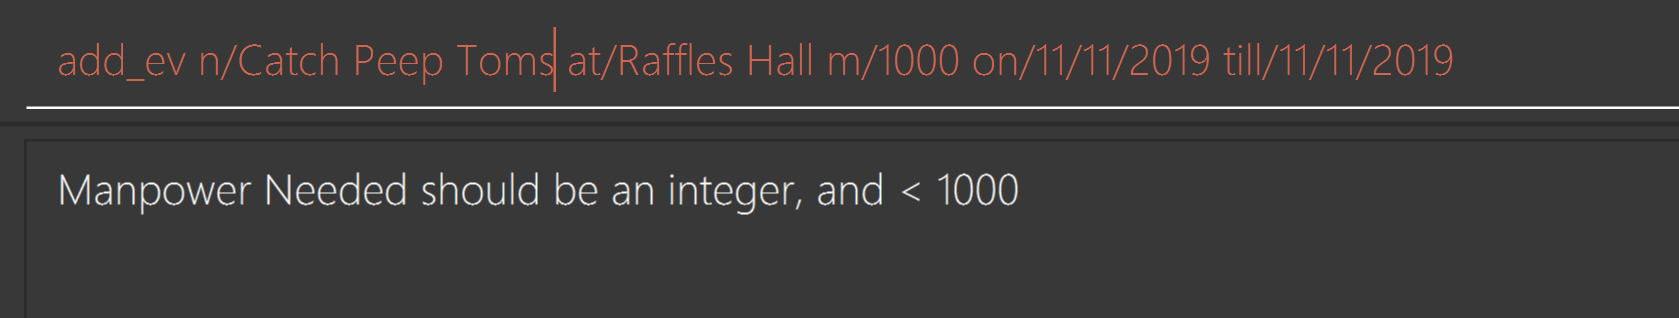 add_ev n/Catch Peep Toms at/Raffles Hall m/1000 on/11/11/2019 till/11/11/2019
Manpower Needed should be an integer, and < 1000